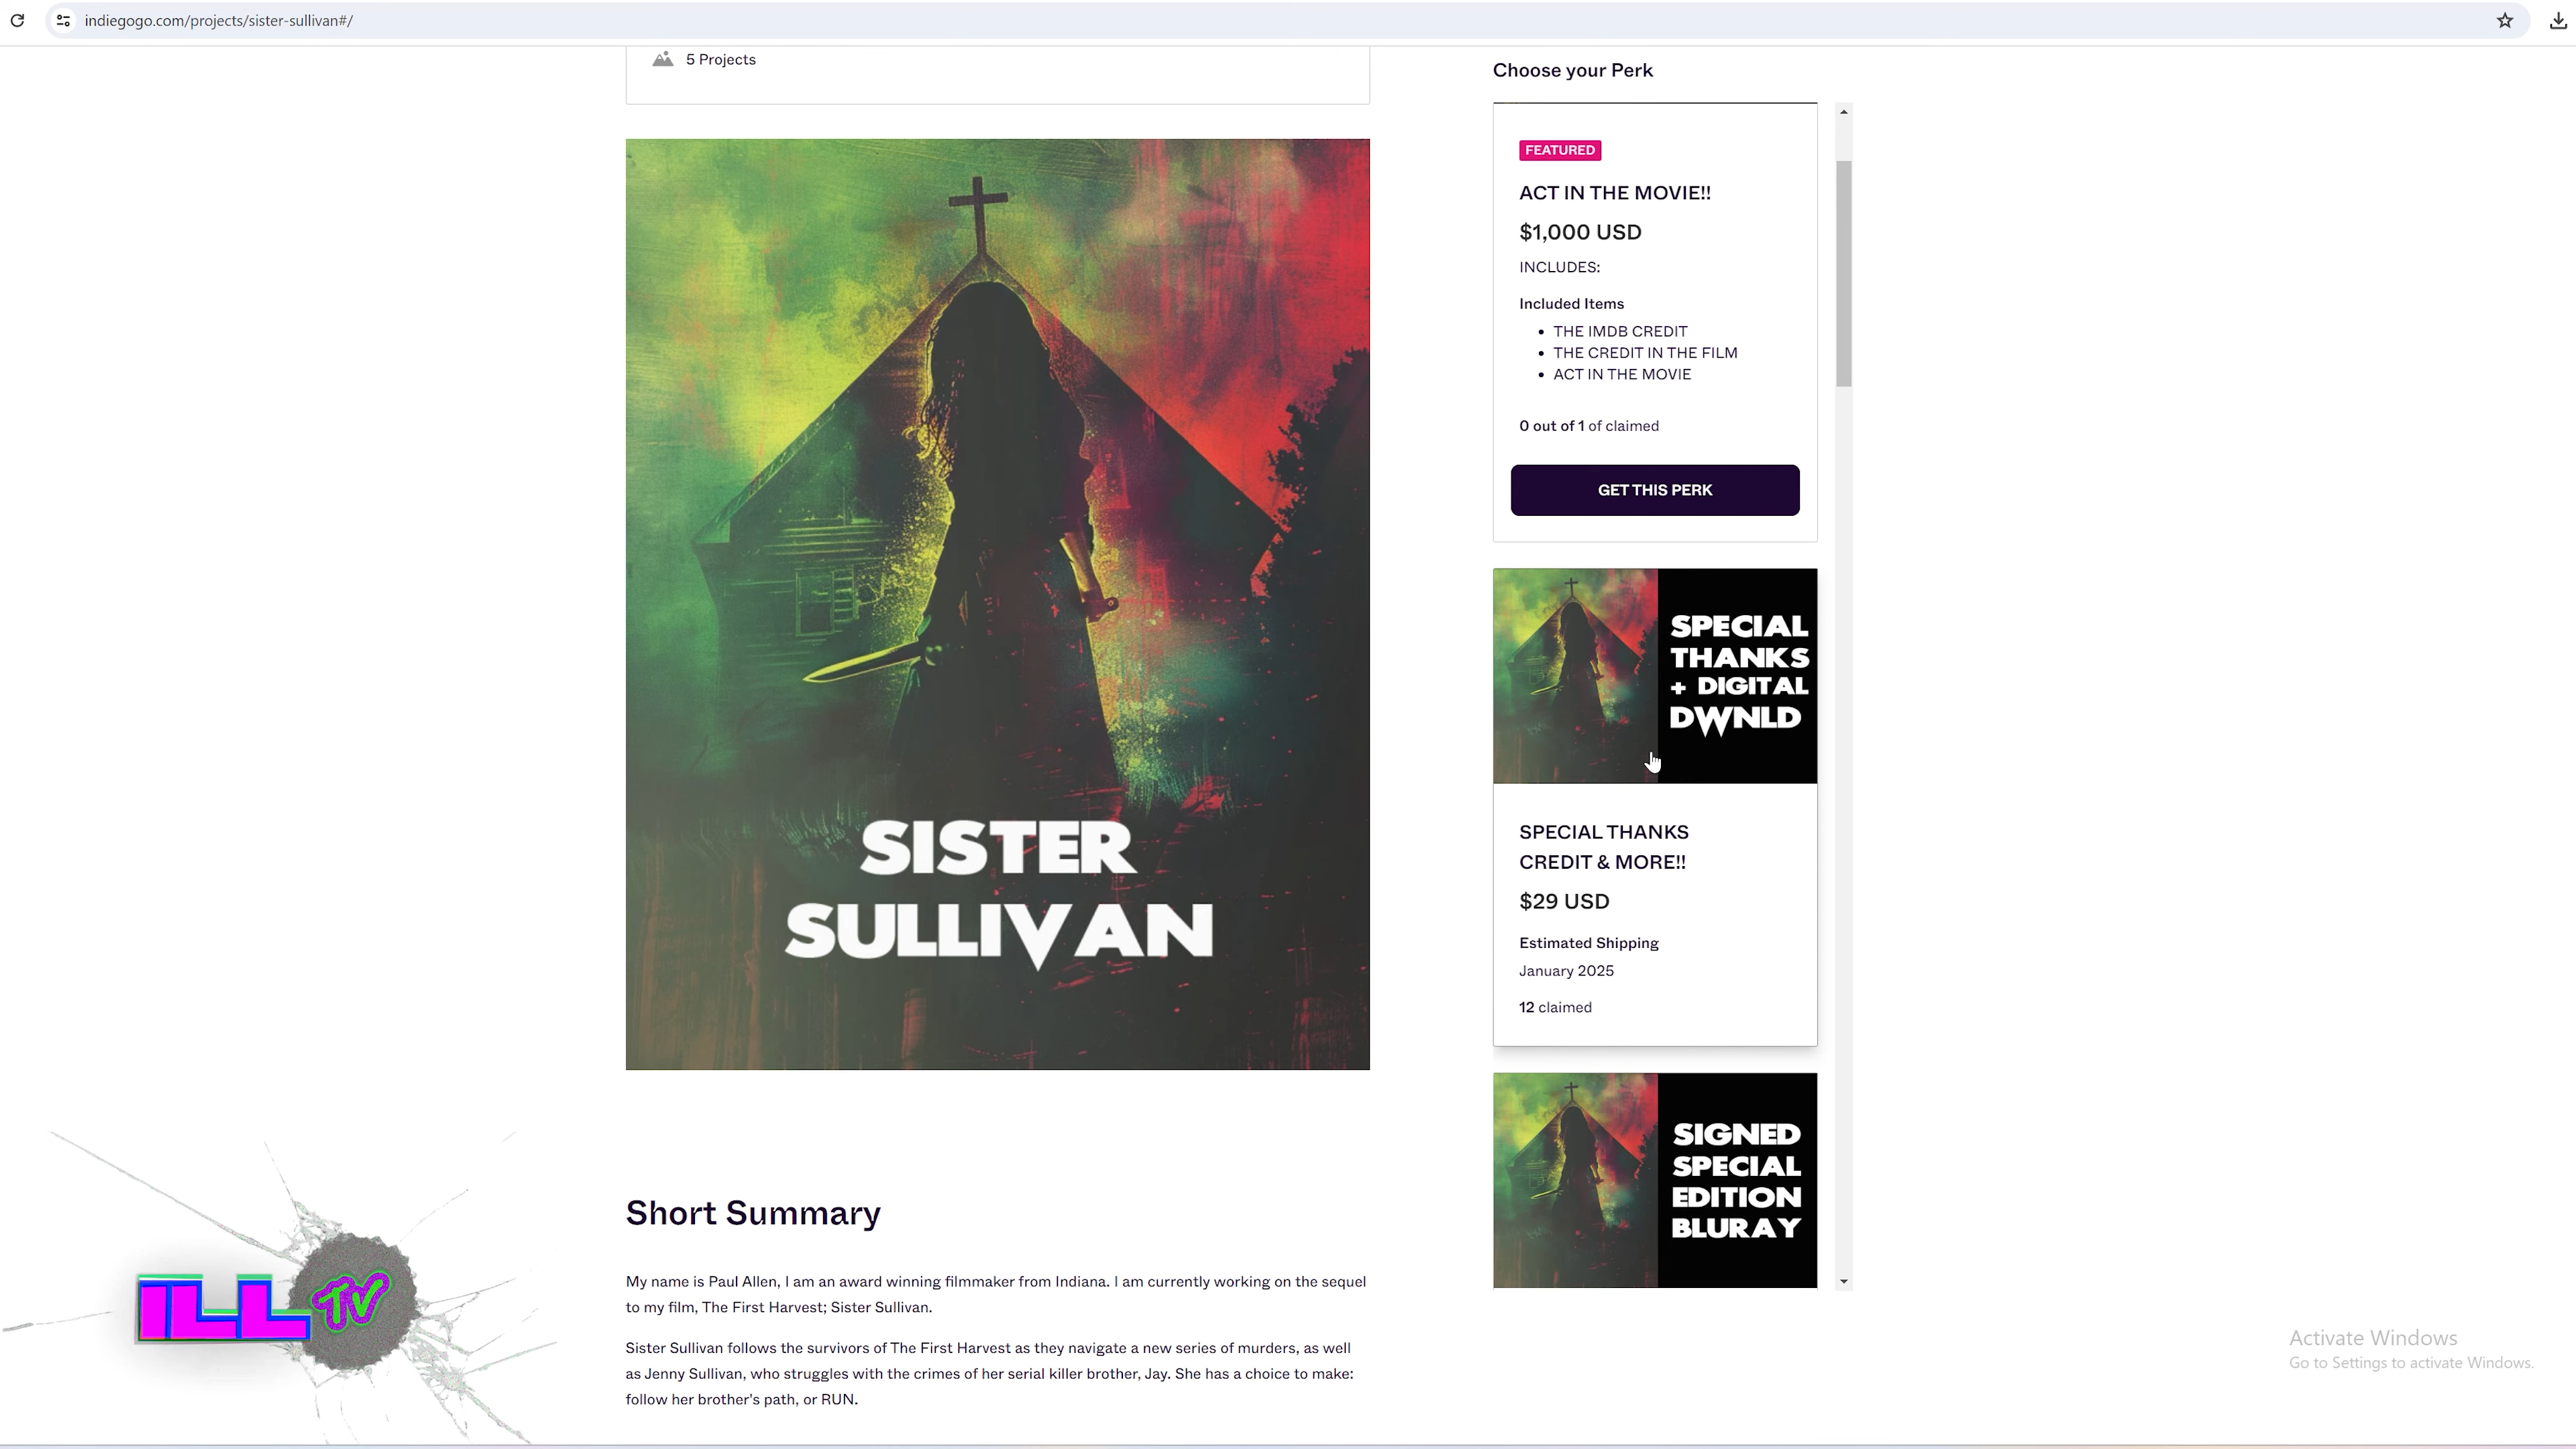 indiegogo.com/projects/sister-sullivan#/
5 Projects
SISTER
SULLIVAN
Short Summary
My name is Paul Allen, I am an award winning filmmaker from Indiana. I am currently working on the sequel
to my film, The First Harvest; Sister Sullivan.
Sister Sullivan follows the survivors of The First Harvest as they navigate a new series of murders, as well
as Jenny Sullivan, who struggles with the crimes of her serial killer brother, Jay. She has a choice to make:
follow her brother's path, or RUN.
Choose your Perk
FEATURED
ACT IN THE MOVIE!!
$1,000 USD
INCLUDES:
Included Items
• THE IMDB CREDIT
• THE CREDIT IN THE FILM
• ACT IN THE MOVIE
0 out of 1 of claimed
GET THIS PERK
SPECIAL
THANKS
+ DIGITAL
DWNLD
SPECIAL THANKS
CREDIT & MORE!!
$29 USD
Estimated Shipping
January 2025
12 claimed
SIGNED
SPECIAL
EDITION
BLURAY
ILL TV
Activate Windows
Go to Settings to activate Windows.